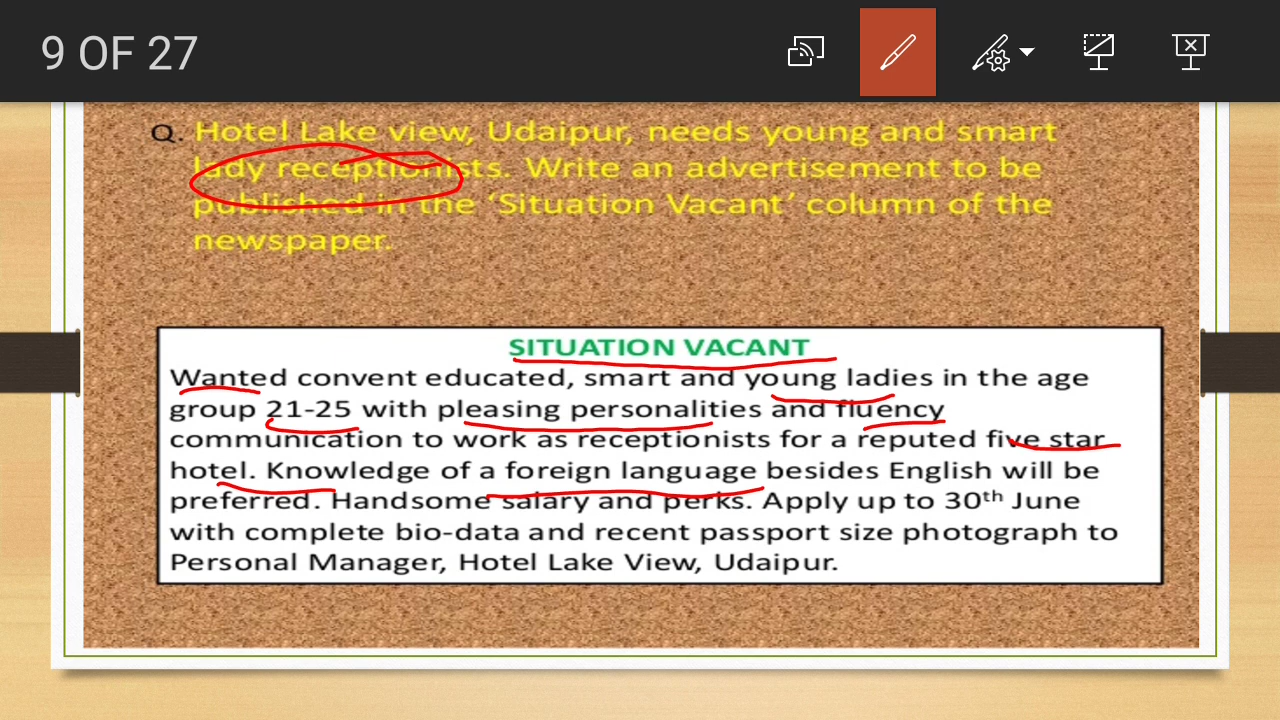 9 OF 27
Q. Hotel Lake view, Udaipur, needs young and smart
lady receptionists. Write an advertisement to be
published in the ‘Situation Vacant’ column of the
newspaper.
SITUATION VACANT
Wanted convent educated, smart and young ladies in the age
group 21-25 with pleasing personalities and fluency
communication to work as receptionists for a reputed five star
hotel. Knowledge of a foreign language besides English will be
preferred. Handsome salary and perks. Apply up to 30th June
with complete bio-data and recent passport size photograph to
Personal Manager, Hotel Lake View, Udaipur.